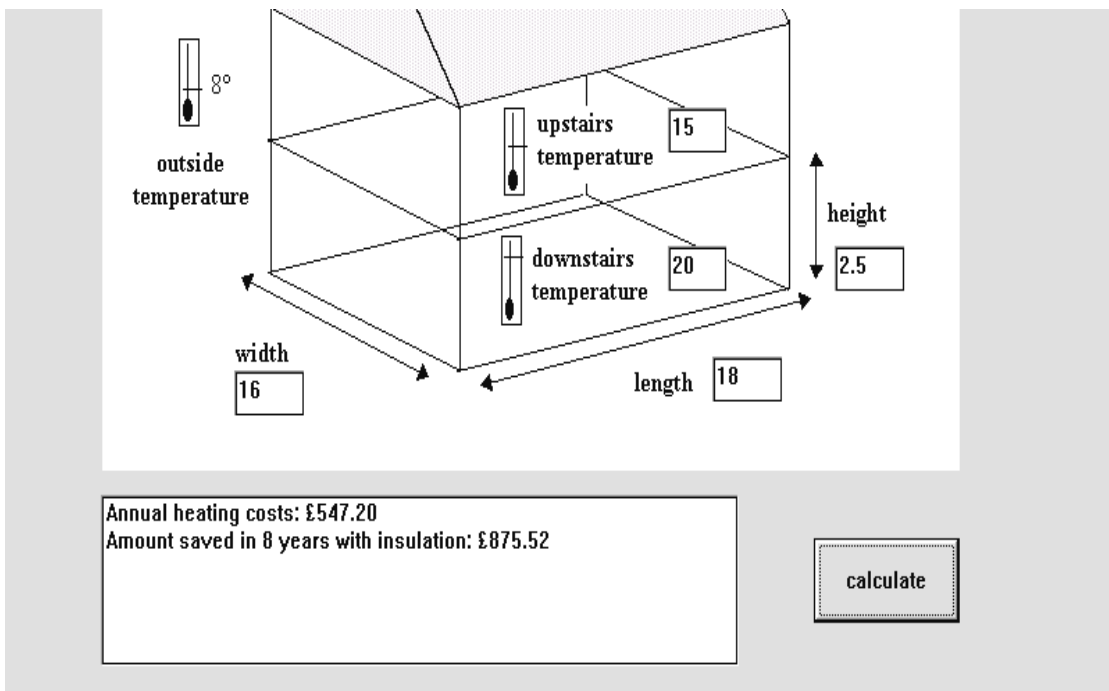 8°
outside
temperature
upstairs
temperature
15
downstairs
temperature
20
height
2.5
width
16
length
18
Annual heating costs: £547.20
Amount saved in 8 years with insulation: £875.52
calculate